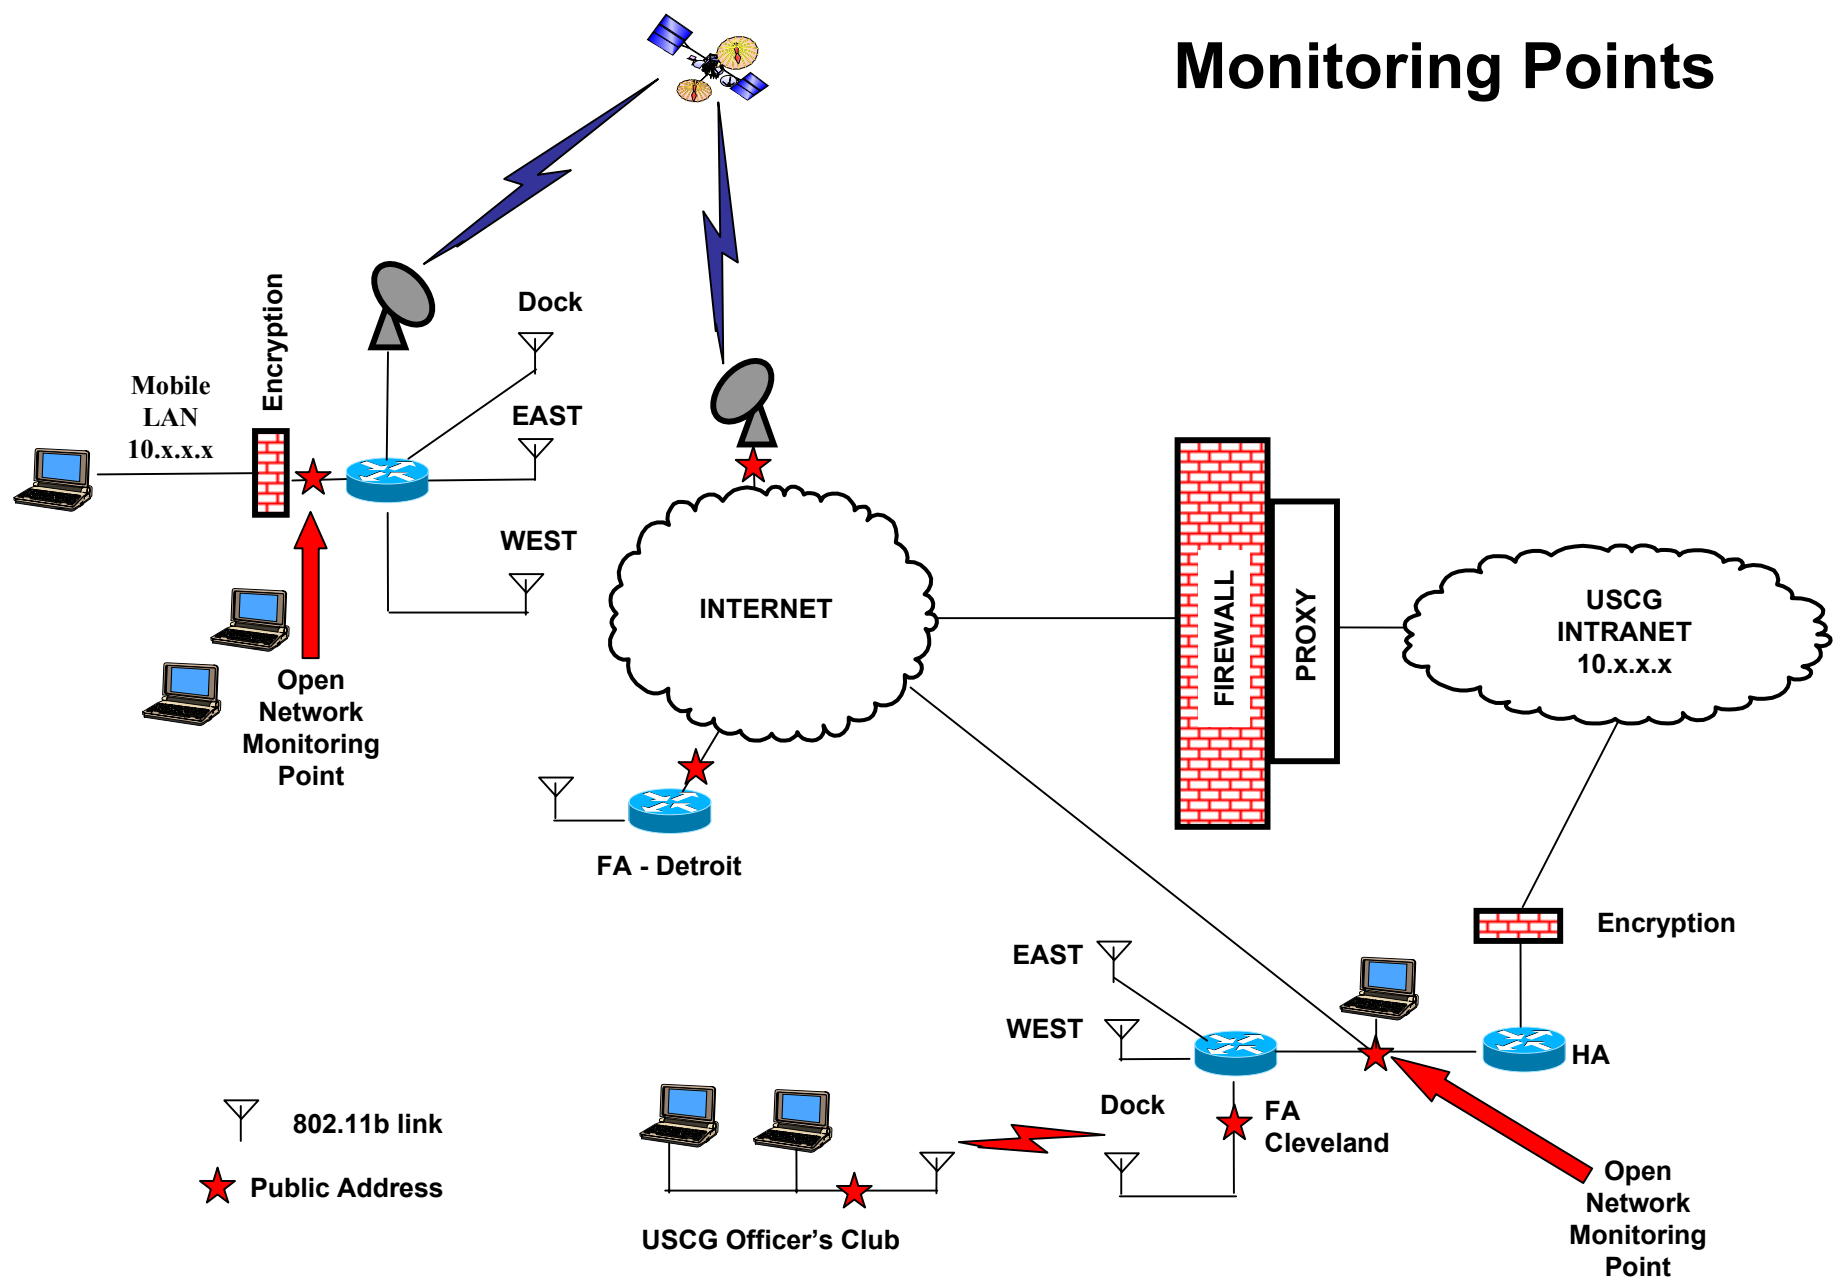 Monitoring Points
Dock
Encryption
Mobile
LAN
10.x.x.x
EAST
WEST
INTERNET
FIREWALL
PROXY
USCG
INTRANET
10.x.x.x
Open
Network
Monitoring
Point
FA - Detroit
Encryption
EAST
WEST
HA
Dock
FA
Cleveland
802.11b link
Public Address
USCG Officer’s Club
Open
Network
Monitoring
Point